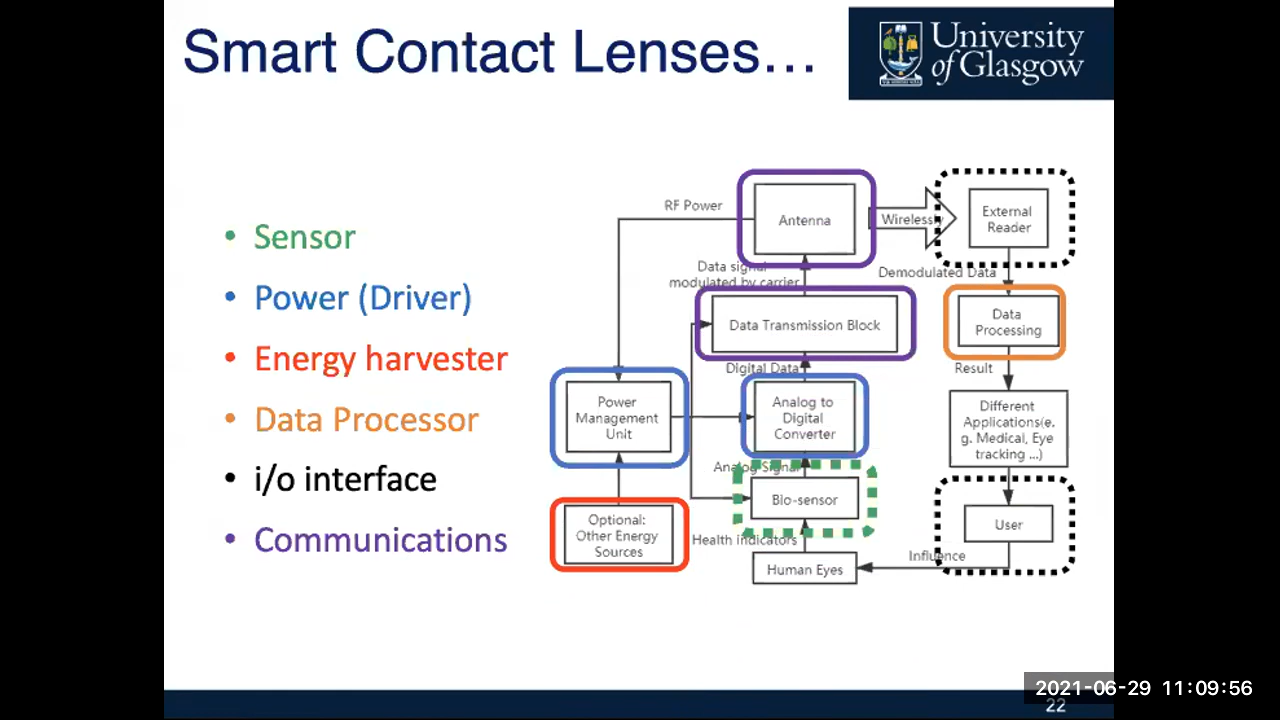 Smart Contact Lenses...
University
of Glasgow
• Sensor
• Power (Driver)
• Energy harvester
• Data Processor
• i/o interface
• Communications
RF Power
Antenna
Wirelessly
External
Reader
Data signal
modulated by carrier
Demodulated Data
Data Transmission Block
Data
Processing
Digital Data
Result
Power
Management
Unit
Analog to
Digital
Converter
Different
Applications(e.
g. Medical, Eye
tracking ...)
Analog Signal
Bio-sensor
User
Optional:
Other Energy
Sources
Health indicators
Human Eyes
Influence
2021-06-29 11:09:56
22